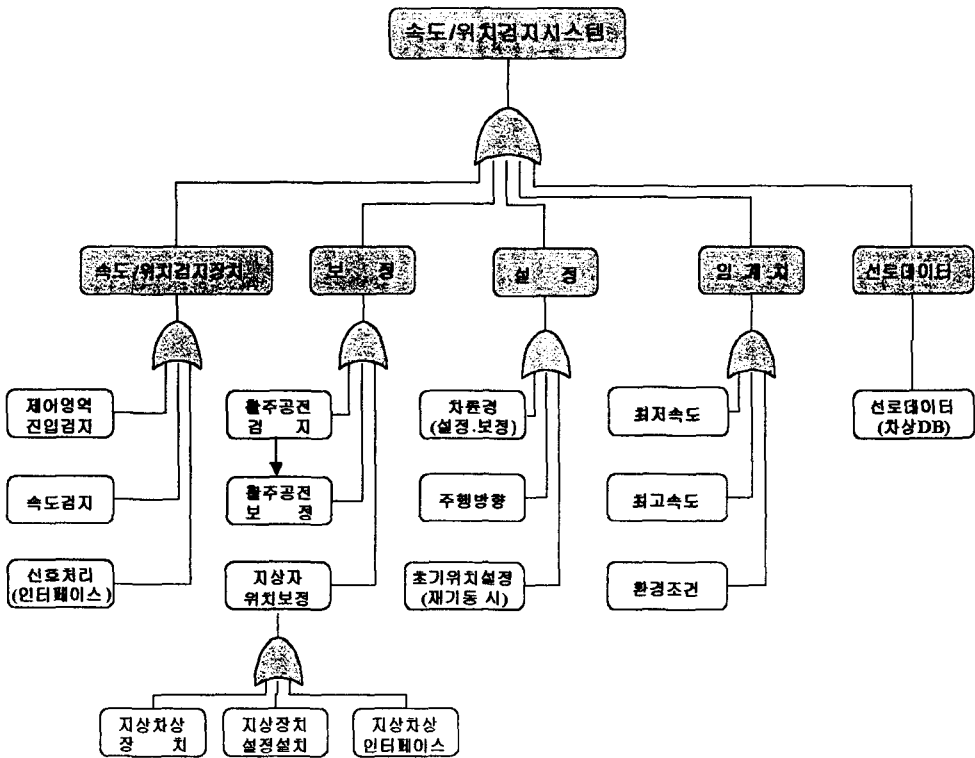 속도/위치검지시스템
속도/위치검지장치
보 정
설 정
임 계 치
선로데이터
제어영역
진입검지
속도검지
신호처리
(인터페이스)
활주공전
검 지
활주공전
보 정
지상자
위치보정
지상차상
장 치
지상장치
설정설치
지상차상
인터페이스
차륜경
(설정.보정)
주행방향
초기위치설정
(재기동 시)
최저속도
최고속도
환경조건
선로데이터
(차상DB)